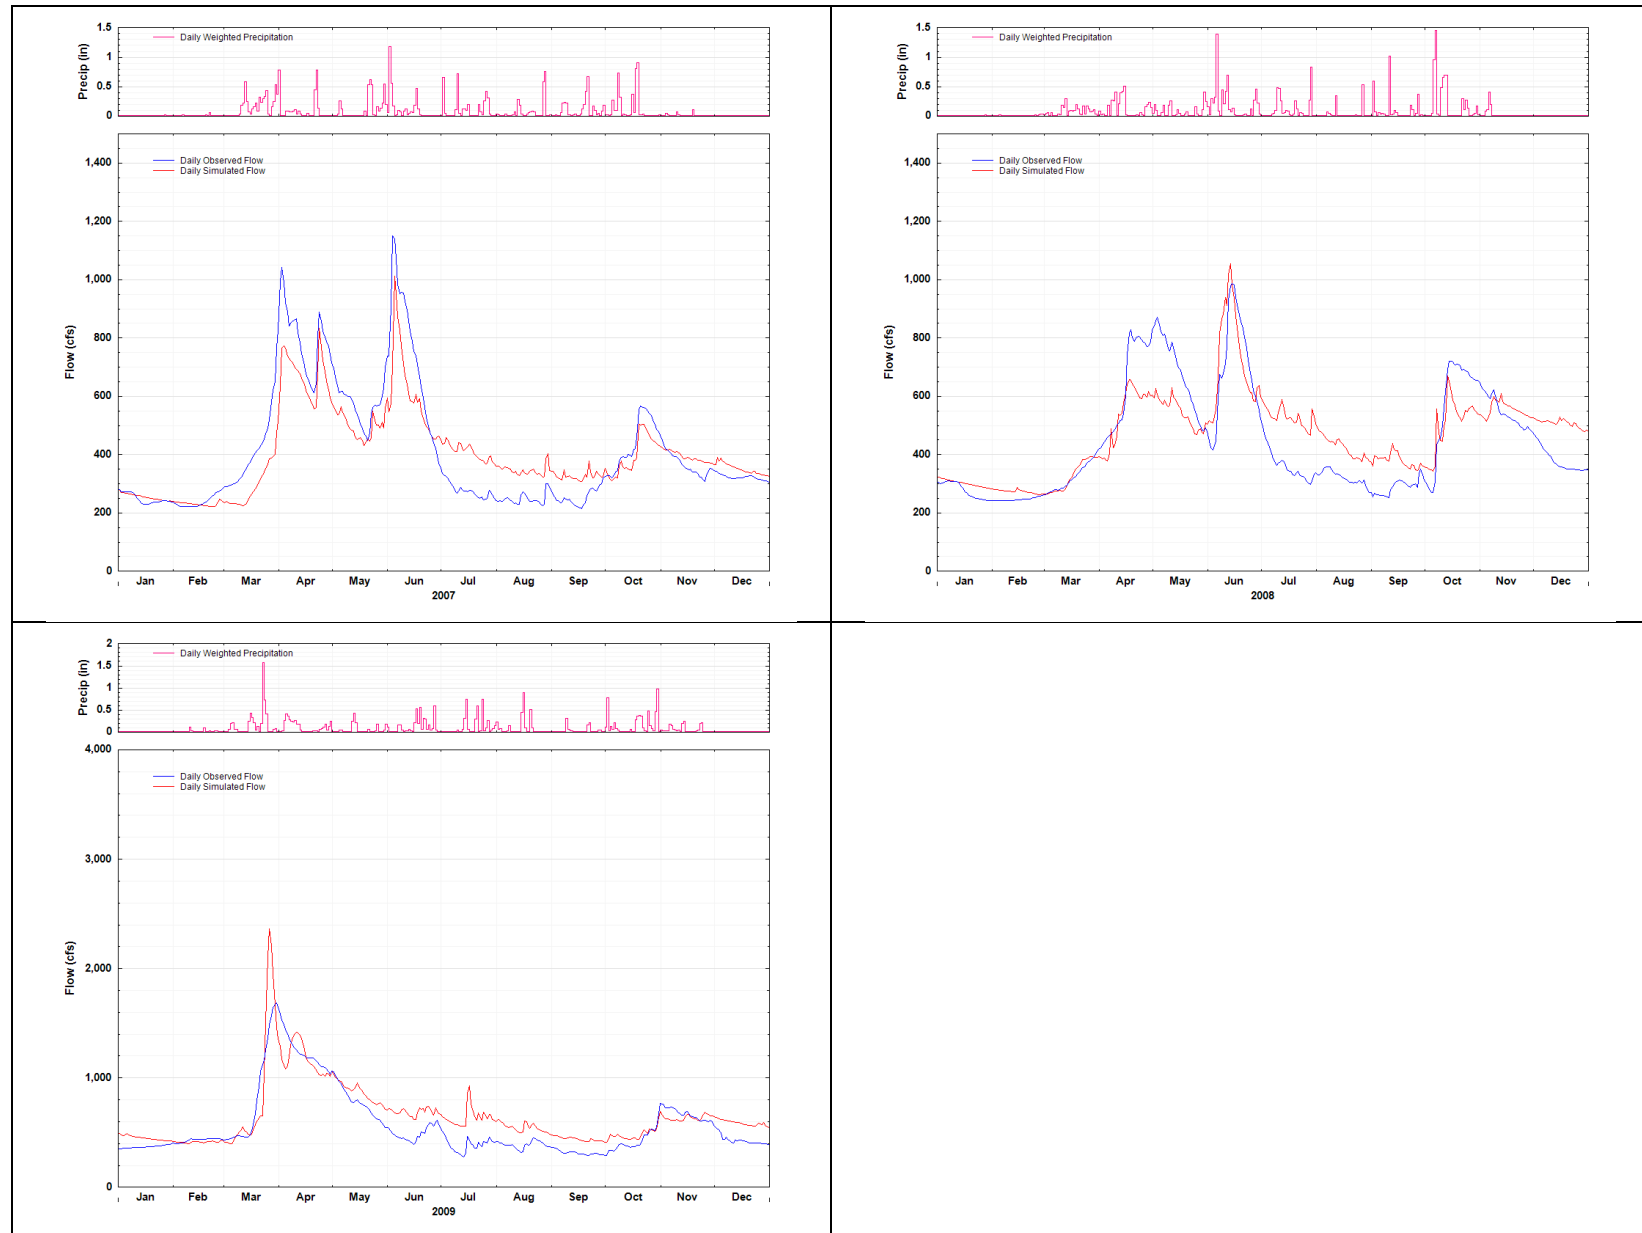 1.5
1
0.5
0
Precip (in)
Daily Weighted Precipitation
1,400
1,200
1,000
800
600
400
200
0
Flow (cfs)
Daily Observed Flow
Daily Simulated Flow
Jan Feb Mar Apr May Jun Jul Aug Sep Oct Nov Dec
2007
1.5
1
0.5
0
Precip (in)
Daily Weighted Precipitation
1,400
1,200
1,000
800
600
400
200
0
Flow (cfs)
Daily Observed Flow
Daily Simulated Flow
Jan Feb Mar Apr May Jun Jul Aug Sep Oct Nov Dec
2008
2
1.5
1
0.5
0
Precip (in)
Daily Weighted Precipitation
4,000
3,000
2,000
1,000
0
Flow (cfs)
Daily Observed Flow
Daily Simulated Flow
Jan Feb Mar Apr May Jun Jul Aug Sep Oct Nov Dec
2009